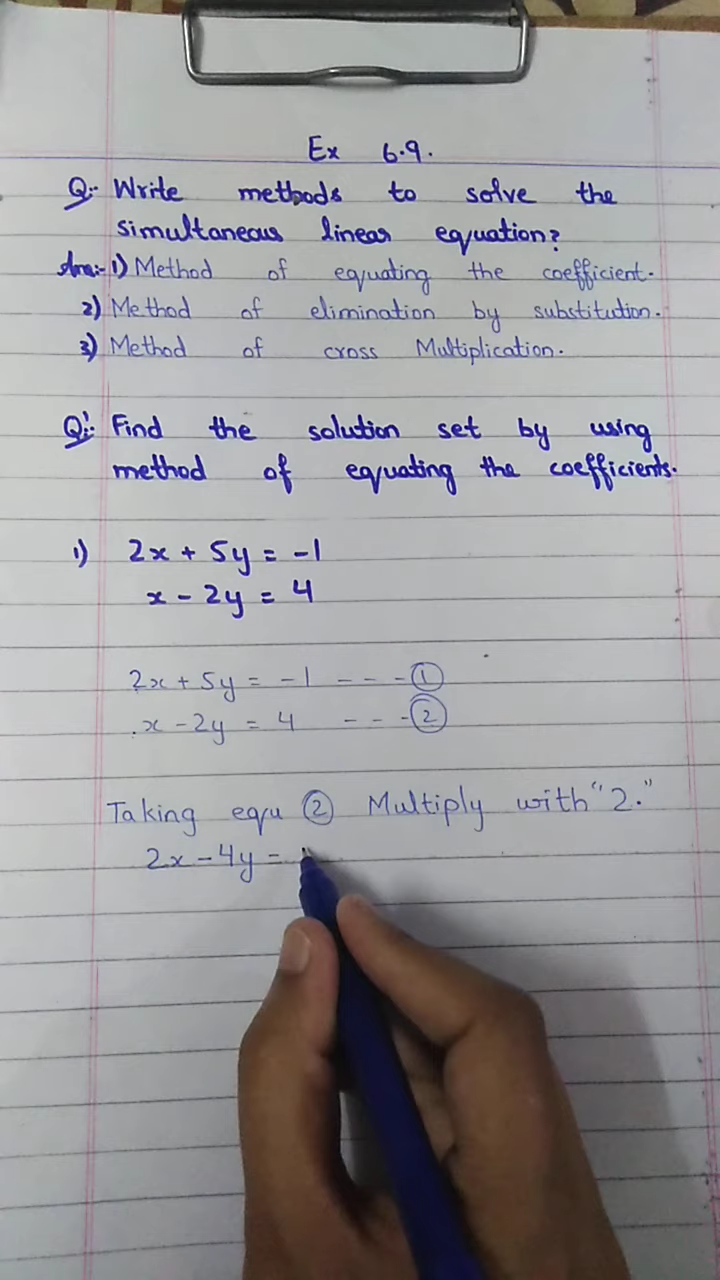 Ex 6.9.
Q:- Write methods to solve the
simultaneous linear equation?
Ans:- 1) Method of equating the coefficient.
2) Method of elimination by substitution.
3) Method of cross Multiplication.
Q1:- Find the solution set by using
method of equating the coefficients.
1) 2x + 5y = -1
x - 2y = 4
2x + 5y = -1 --- ①
x - 2y = 4 --- ②
Taking equ ② Multiply with "2."
2x - 4y =